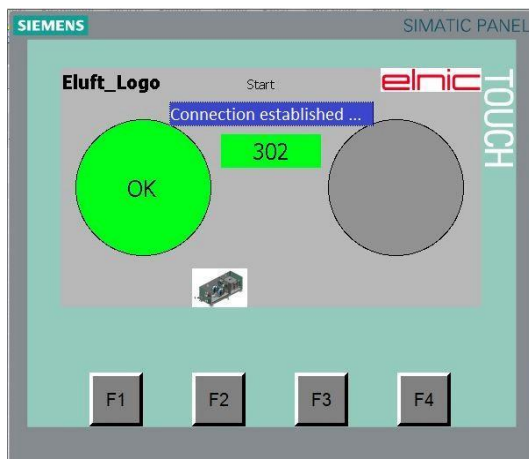 SIEMENS
SIMATIC PANEL
TOUCH
Eluft_Logo
Start
elnic
Connection established ...
302
OK
F1
F2
F3
F4